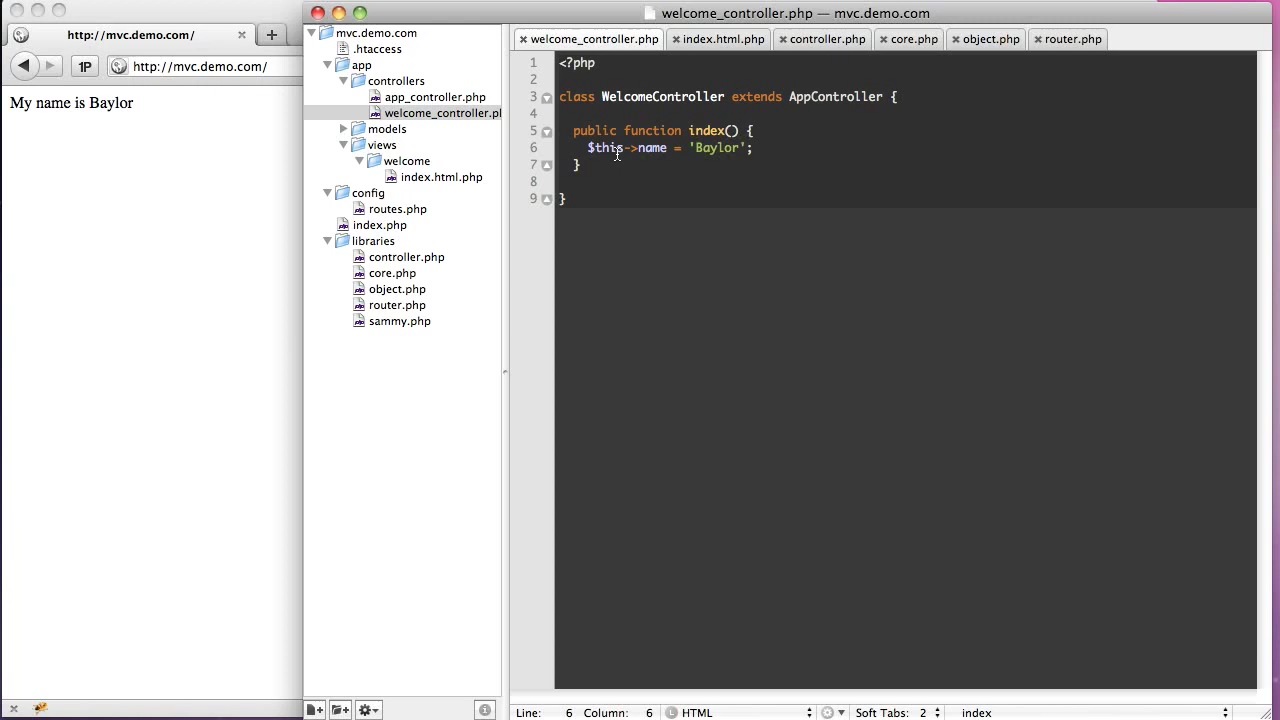 http://mvc.demo.com/
1P
http://mvc.demo.com/
My name is Baylor
welcome_controller.php — mvc.demo.com
mvc.demo.com
.htaccess
app
controllers
app_controller.php
welcome_controller.pl
models
views
welcome
index.html.php
config
routes.php
index.php
libraries
controller.php
core.php
object.php
router.php
sammy.php
welcome_controller.php
index.html.php
controller.php
core.php
object.php
router.php
1 <?php
2
3 class WelcomeController extends AppController {
4
5 public function index() {
6 $this->name = 'Baylor';
7 }
8
9 }
Line: 6 Column: 6 L HTML Soft Tabs: 2 index